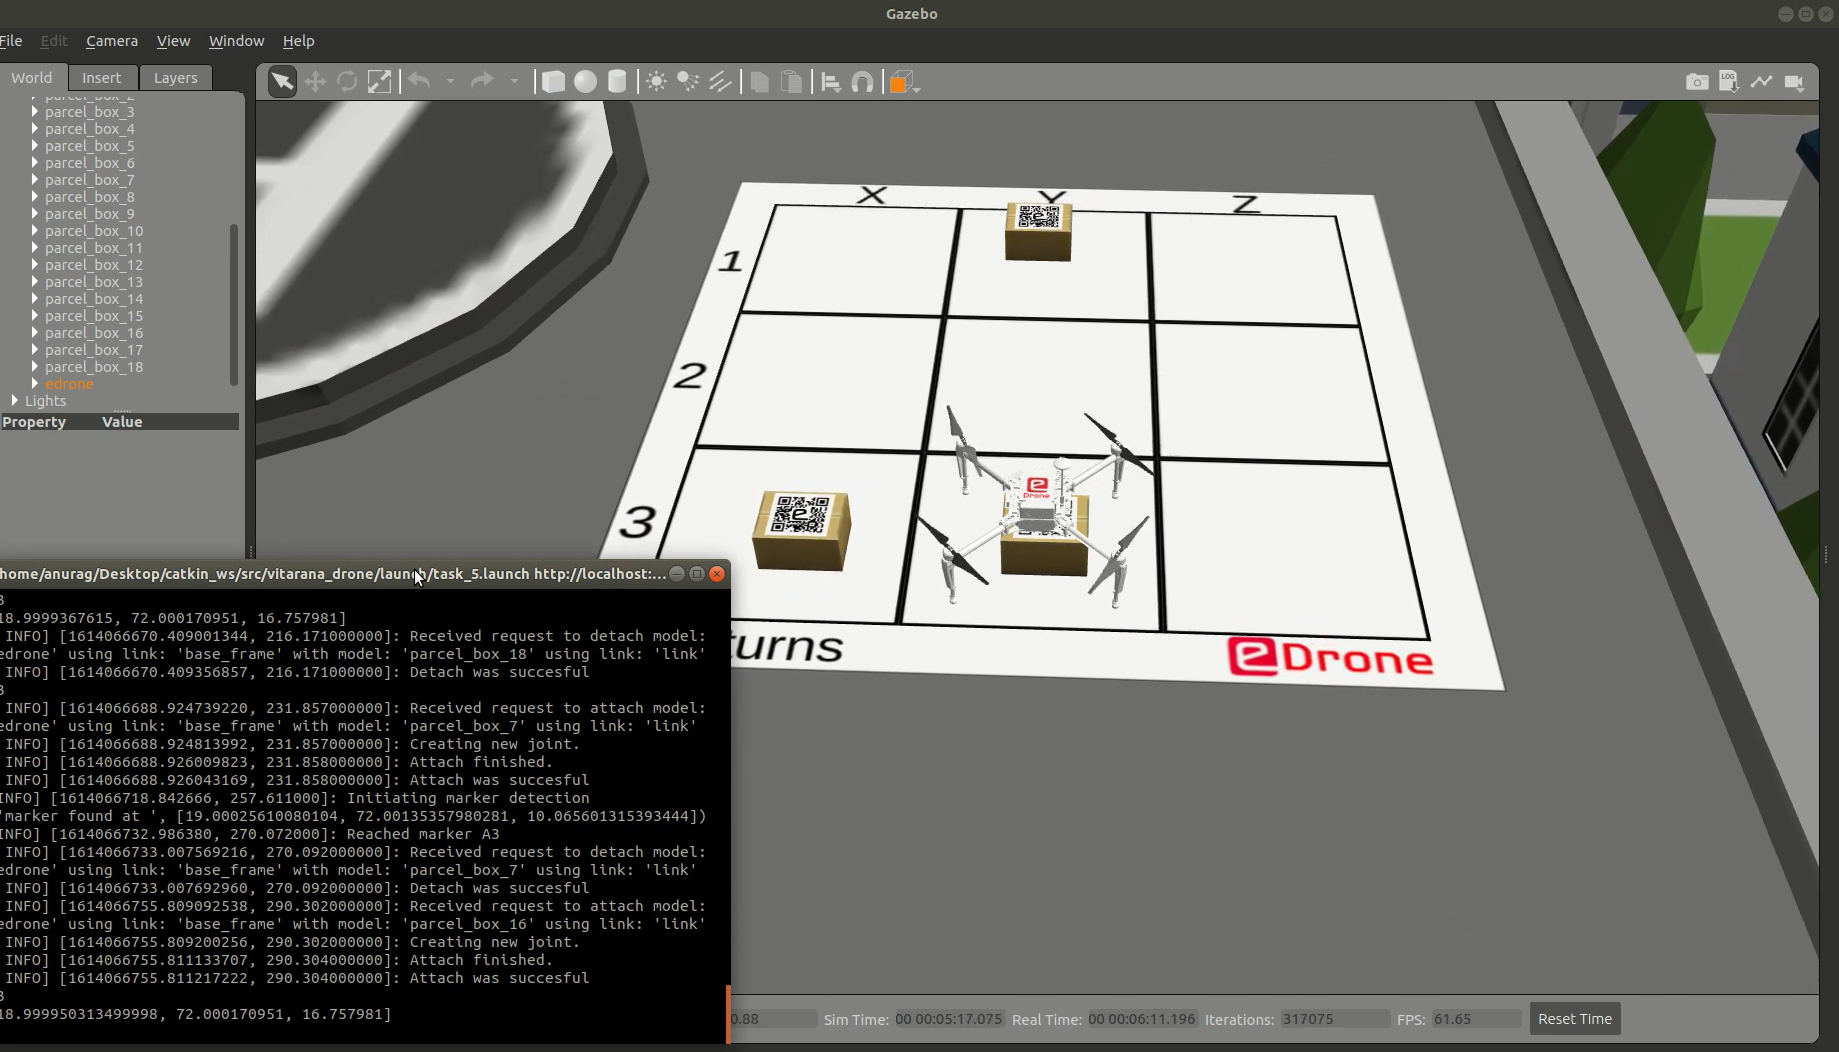 Gazebo
File Edit Camera View Window Help
World Insert Layers
parcel_box_2
parcel_box_3
parcel_box_4
parcel_box_5
parcel_box_6
parcel_box_7
parcel_box_8
parcel_box_9
parcel_box_10
parcel_box_11
parcel_box_12
parcel_box_13
parcel_box_14
parcel_box_15
parcel_box_16
parcel_box_17
parcel_box_18
edrone
Lights
Property Value
LOG
X Y Z
1
2
3
e
Drone
turns
eDrone
home/anurag/Desktop/catkin_ws/src/vitarana_drone/launch/task_5.launch http://localhost:...
3
18.9999367615, 72.000170951, 16.757981]
INFO] [1614066670.409001344, 216.171000000]: Received request to detach model:
edrone' using link: 'base_frame' with model: 'parcel_box_18' using link: 'link'
INFO] [1614066670.409356857, 216.171000000]: Detach was succesful
3
INFO] [1614066688.924739220, 231.857000000]: Received request to attach model:
edrone' using link: 'base_frame' with model: 'parcel_box_7' using link: 'link'
INFO] [1614066688.924813992, 231.857000000]: Creating new joint.
INFO] [1614066688.926009823, 231.858000000]: Attach finished.
INFO] [1614066688.926043169, 231.858000000]: Attach was succesful
INFO] [1614066718.842666, 257.611000]: Initiating marker detection
'marker found at ', [19.00025610080104, 72.00135357980281, 10.065601315393444])
INFO] [1614066732.986380, 270.072000]: Reached marker A3
INFO] [1614066733.007569216, 270.092000000]: Received request to detach model:
edrone' using link: 'base_frame' with model: 'parcel_box_7' using link: 'link'
INFO] [1614066733.007692960, 270.092000000]: Detach was succesful
INFO] [1614066755.809092538, 290.302000000]: Received request to attach model:
edrone' using link: 'base_frame' with model: 'parcel_box_16' using link: 'link'
INFO] [1614066755.809200256, 290.302000000]: Creating new joint.
INFO] [1614066755.811133707, 290.304000000]: Attach finished.
INFO] [1614066755.811217222, 290.304000000]: Attach was succesful
3
18.999950313499998, 72.000170951, 16.757981]
0.88 Sim Time: 00 00:05:17.075 Real Time: 00 00:06:11.196 Iterations: 317075 FPS: 61.65 Reset Time